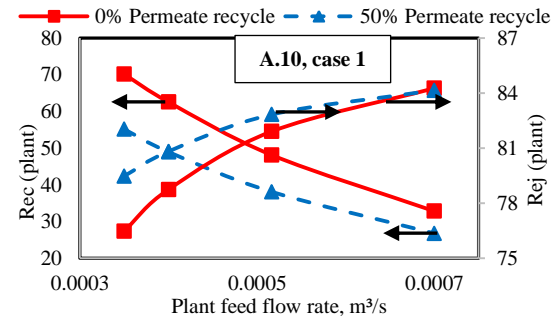 0% Permeate recycle 50% Permeate recycle
A.10, case 1
Rec (plant)
80
70
60
50
40
30
20
Rej (plant)
87
84
81
78
75
0.0003 0.0005 0.0007
Plant feed flow rate, m³/s